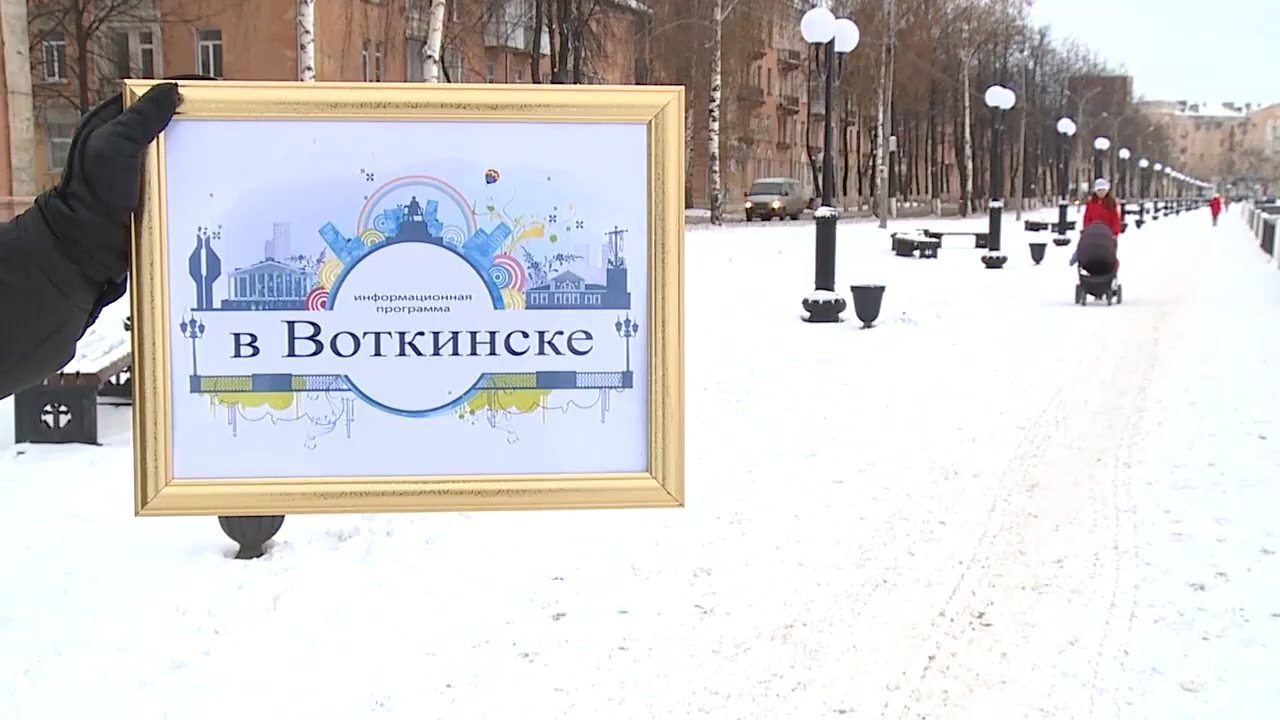 информационная
программа
в Воткинске